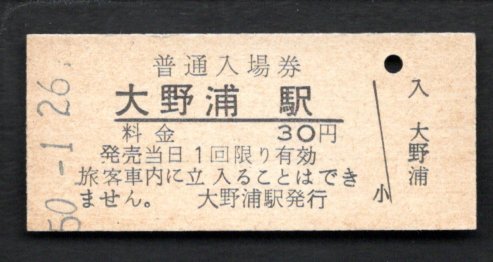 普通入場券
大野浦 駅
料金 30円
発売当日1回限り有効
旅客車内に立入ることはでき
ません。 大野浦駅発行
50.-1 26.
入 大野浦
小